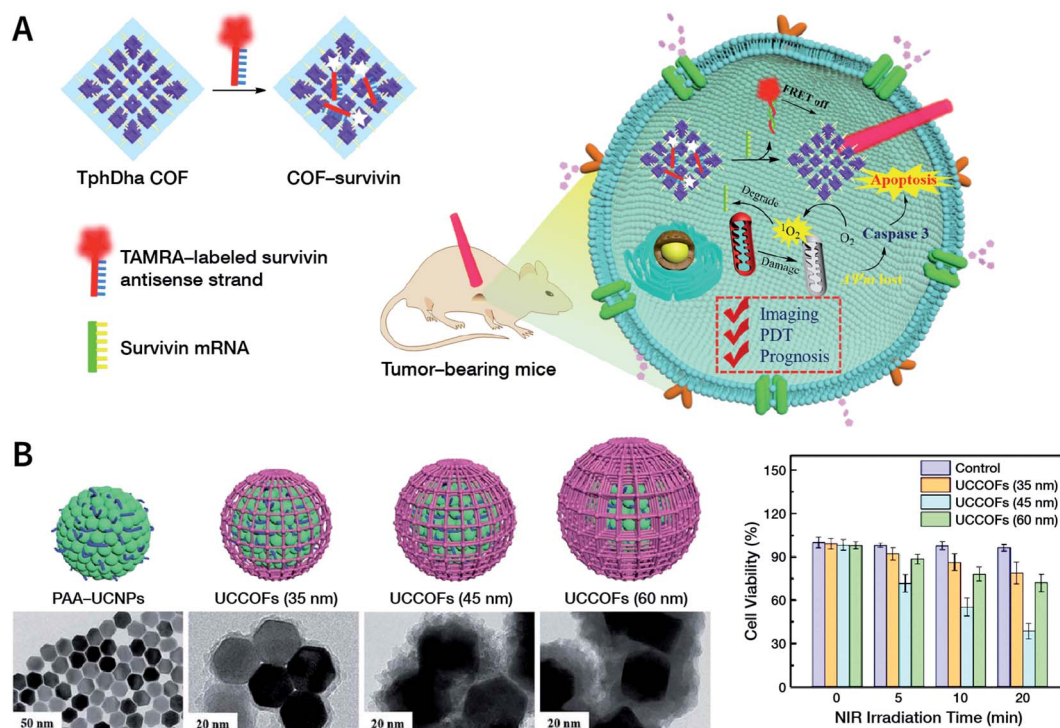 A
TphDha COF
COF–survivin
TAMRA–labeled survivin
antisense strand
Survivin mRNA
Tumor–bearing mice
FRET off
Apoptosis
Degrade
¹O₂
O₂
Caspase 3
Damage
ΔΨm lost
Imaging
PDT
Prognosis
B
PAA–UCNPs
UCCOFs (35 nm)
UCCOFs (45 nm)
UCCOFs (60 nm)
50 nm
20 nm
20 nm
20 nm
Cell Viability (%)
150
120
90
60
30
0
Control
UCCOFs (35 nm)
UCCOFs (45 nm)
UCCOFs (60 nm)
0 5 10 20
NIR Irradiation Time (min)